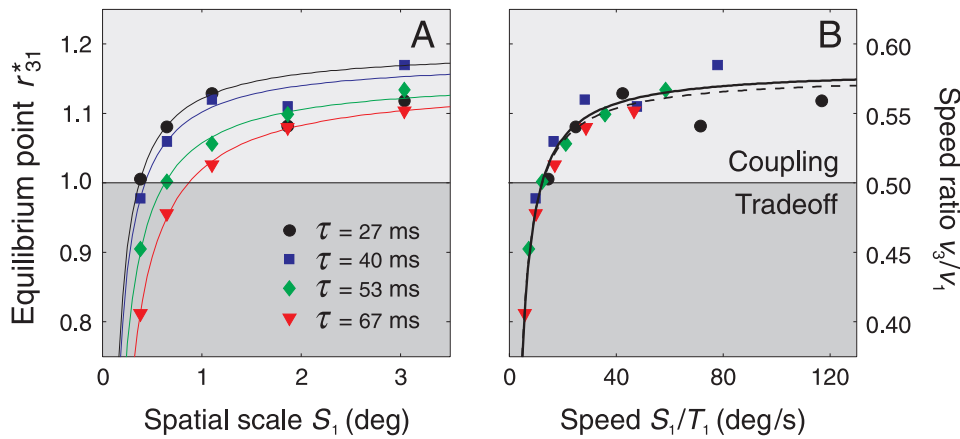 A
B
1.2
1.1
1.0
0.9
0.8
Equilibrium point r*31
τ = 27 ms
τ = 40 ms
τ = 53 ms
τ = 67 ms
0 1 2 3
Spatial scale S1 (deg)
Coupling
Tradeoff
0.60
0.55
0.50
0.45
0.40
Speed ratio v3/v1
0 40 80 120
Speed S1/T1 (deg/s)